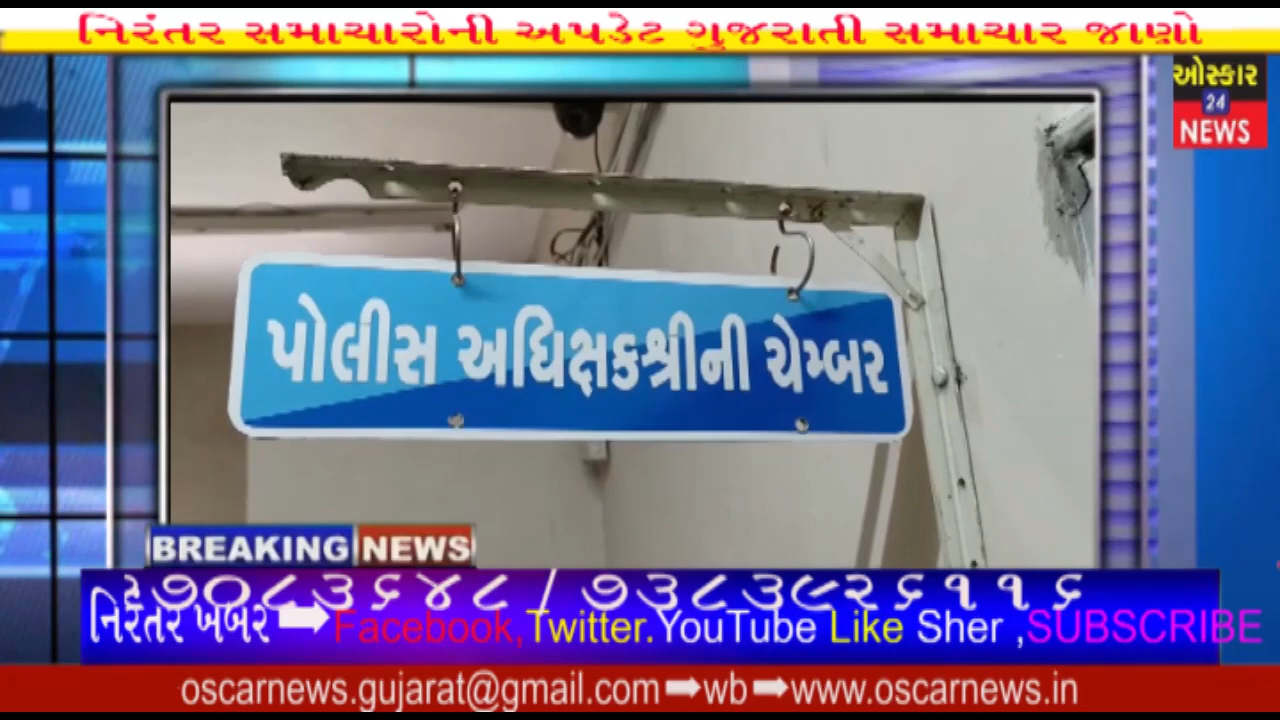 નિરંતર સમાચારોની અપડેટ ગુજરાતી સમાચાર જાણો
ઓસ્કાર
24
NEWS
પોલીસ અધિક્ષકશ્રીની ચેમ્બર
BREAKING NEWS
૯૭૦૮૩૬૪૮ / ૭૩૮૩૯૨૬૧૧૬
નિરંતર ખબર➡Facebook,Twitter.YouTube Like Sher ,SUBSCRIBE
oscarnews.gujarat@gmail.com➡wb➡www.oscarnews.in